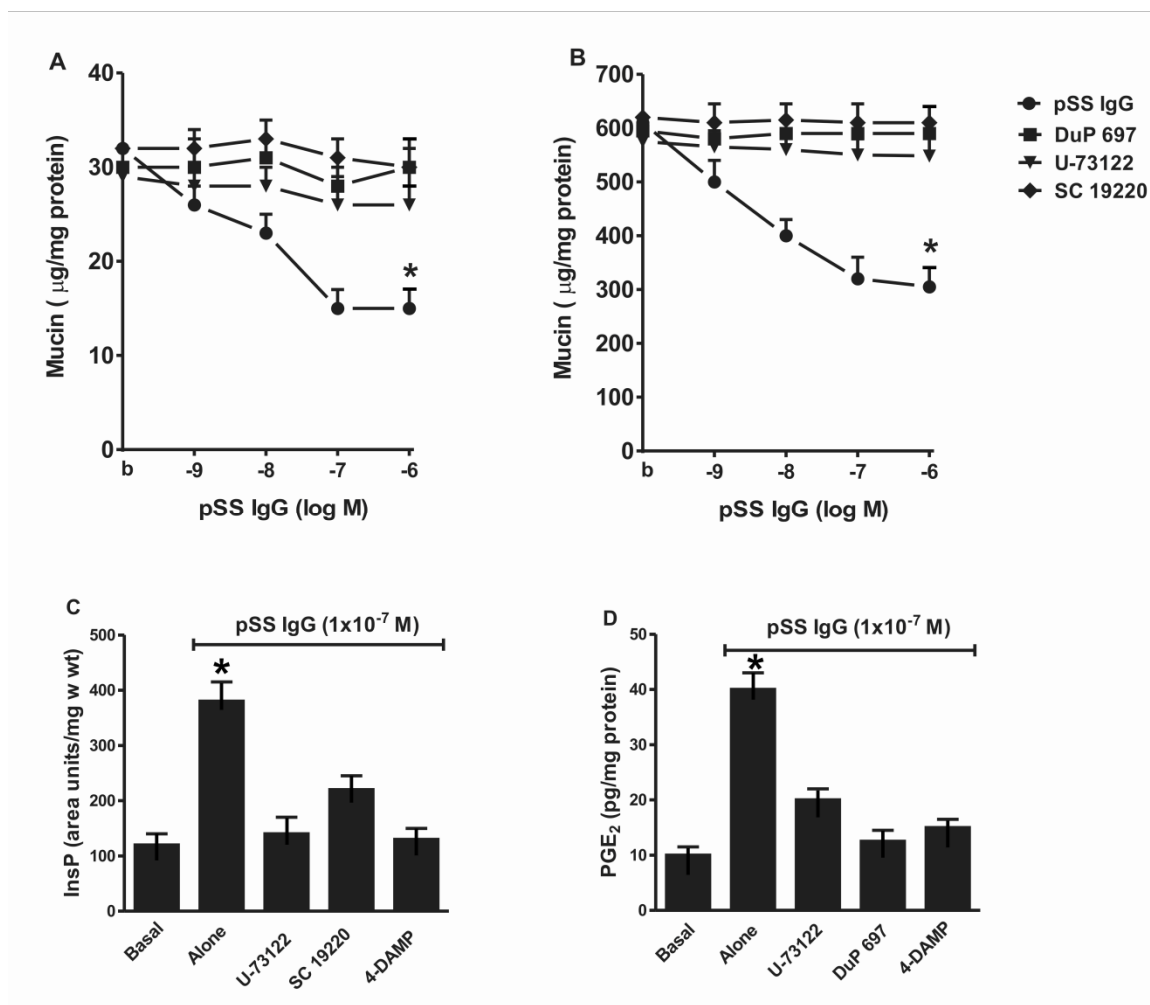 A
40
30
20
10
0
Mucin ( μg/mg protein)
b
-9
-8
-7
-6
*
pSS IgG (log M)
B
700
600
500
400
300
200
100
0
Mucin ( μg/mg protein)
b
-9
-8
-7
-6
*
pSS IgG (log M)
pSS IgG
DuP 697
U-73122
SC 19220
C
pSS IgG (1x10⁻⁷ M)
500
400
300
200
100
0
InsP (area units/mg w wt)
*
Basal
Alone
U-73122
SC 19220
4-DAMP
D
pSS IgG (1x10⁻⁷ M)
50
40
30
20
10
0
PGE₂ (pg/mg protein)
*
Basal
Alone
U-73122
DuP 697
4-DAMP